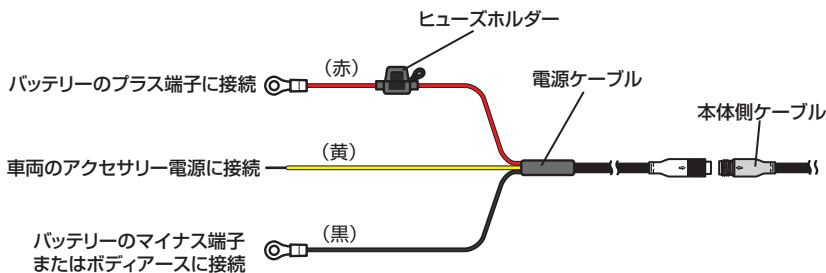 ヒューズホルダー
(赤)
バッテリーのプラス端子に接続
電源ケーブル
本体側ケーブル
(黄)
車両のアクセサリー電源に接続
(黒)
バッテリーのマイナス端子
またはボディアースに接続